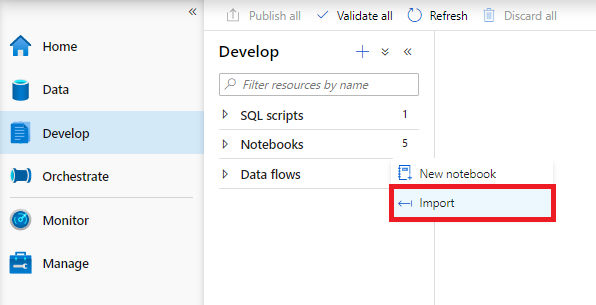 Publish all Validate all Refresh Discard all
Home
Data
Develop
Orchestrate
Monitor
Manage
Develop
Filter resources by name
SQL scripts 1
Notebooks 5
Data flows
New notebook
Import